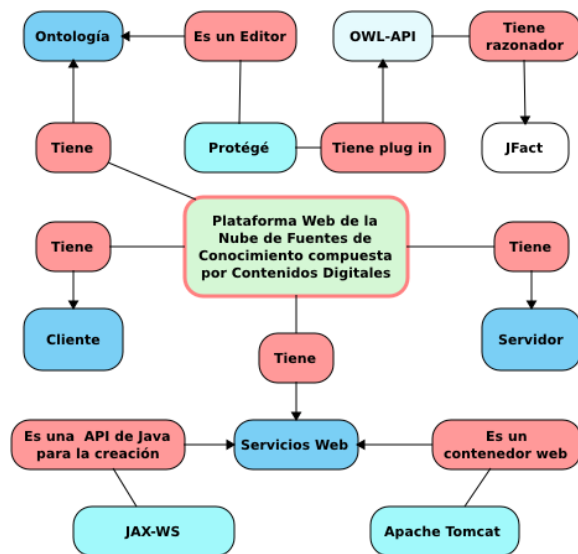 Ontología
Es un Editor
OWL-API
Tiene
razonador
Tiene
Protégé
Tiene plug in
JFact
Plataforma Web de la
Nube de Fuentes de
Conocimiento compuesta
por Contenidos Digitales
Tiene
Tiene
Cliente
Servidor
Tiene
Es una  API de Java
para la creación
Servicios Web
Es un
contenedor web
JAX-WS
Apache Tomcat